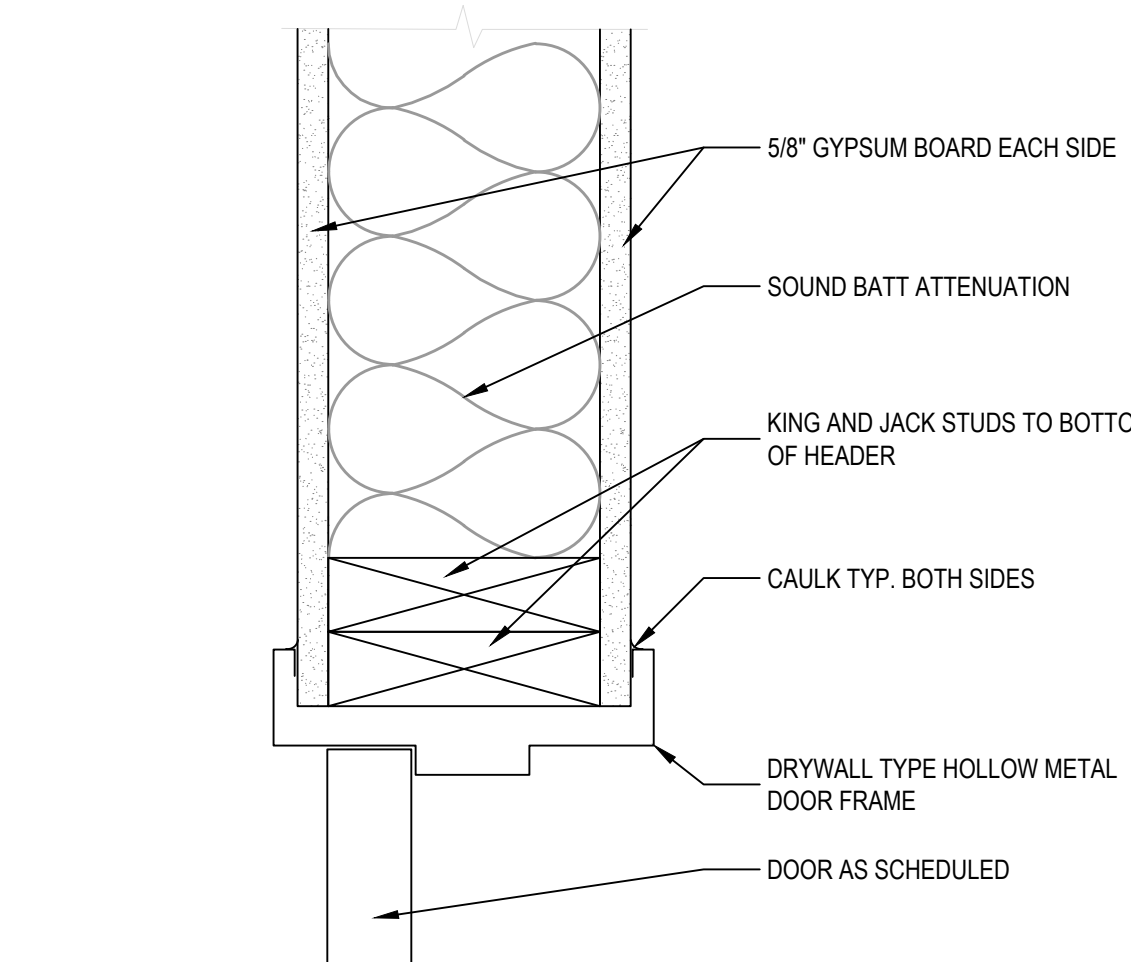 5/8" GYPSUM BOARD EACH SIDE
SOUND BATT ATTENUATION
KING AND JACK STUDS TO BOTTO
OF HEADER
CAULK TYP. BOTH SIDES
DRYWALL TYPE HOLLOW METAL
DOOR FRAME
DOOR AS SCHEDULED